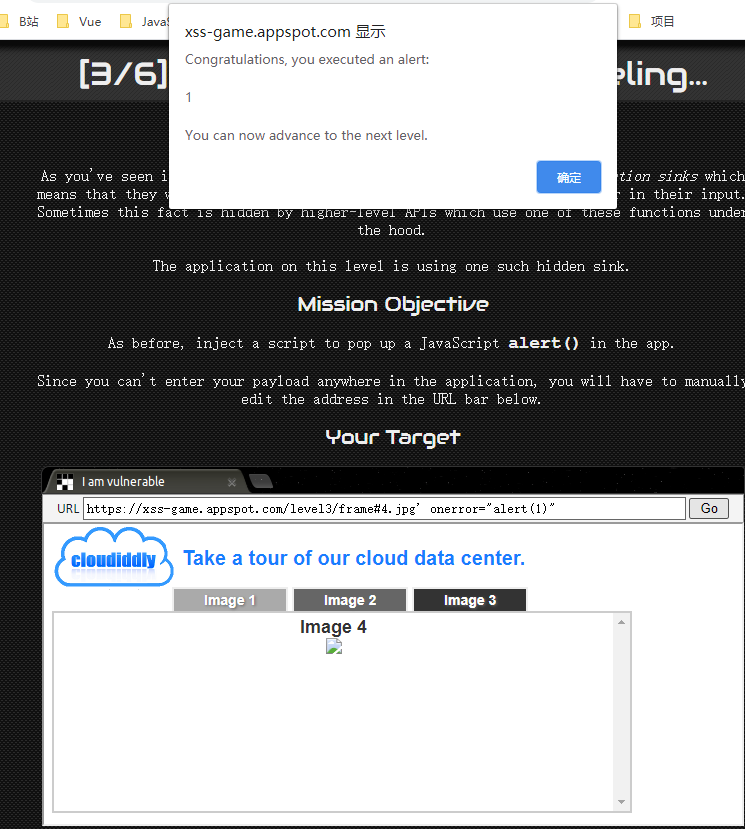 B站 Vue Java 项目
xss-game.appspot.com 显示
Congratulations, you executed an alert:
1
You can now advance to the next level.
确定
[3/6] eling...
As you've seen i tion sinks which
means that they w r in their input.
Sometimes this fact is hidden by higher-level APIs which use one of these functions under
the hood.
The application on this level is using one such hidden sink.
Mission Objective
As before, inject a script to pop up a JavaScript alert() in the app.
Since you can't enter your payload anywhere in the application, you will have to manually
edit the address in the URL bar below.
Your Target
I am vulnerable
URL https://xss-game.appspot.com/level3/frame#4.jpg' onerror="alert(1)" Go
cloudiddly Take a tour of our cloud data center.
Image 1 Image 2 Image 3
Image 4